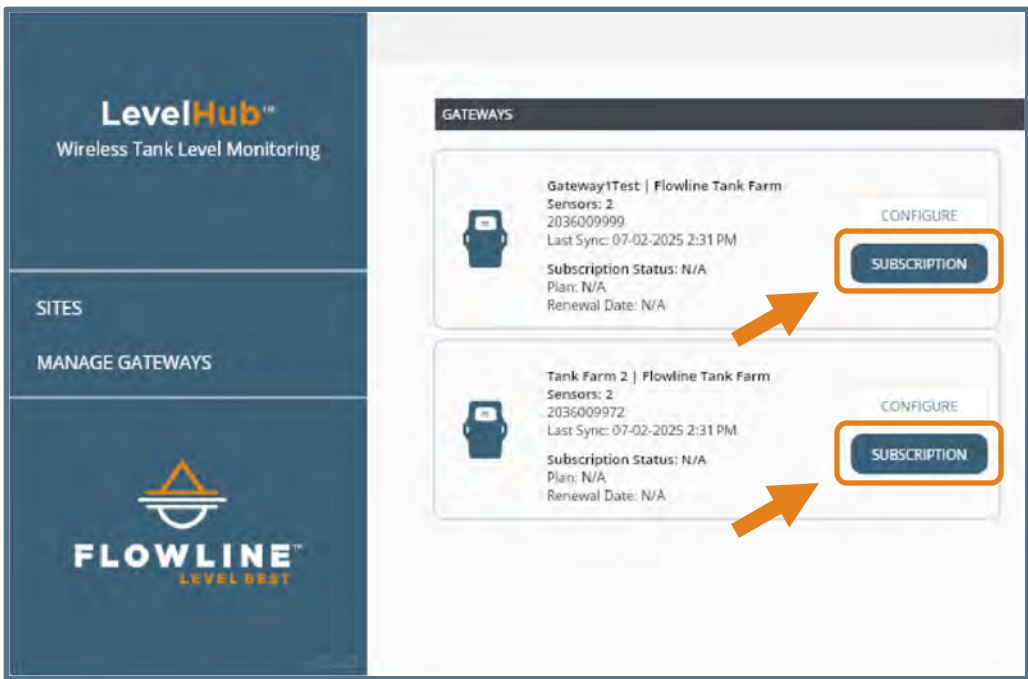 LevelHub™
Wireless Tank Level Monitoring
SITES
MANAGE GATEWAYS
FLOWLINE™
LEVEL BEST
GATEWAYS
Gateway1Test | Flowline Tank Farm
Sensors: 2
2036009999
Last Sync: 07-02-2025 2:31 PM
Subscription Status: N/A
Plan: N/A
Renewal Date: N/A
CONFIGURE
SUBSCRIPTION
Tank Farm 2 | Flowline Tank Farm
Sensors: 2
2036009972
Last Sync: 07-02-2025 2:31 PM
Subscription Status: N/A
Plan: N/A
Renewal Date: N/A
CONFIGURE
SUBSCRIPTION